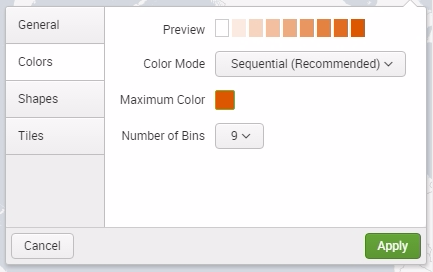 General
Colors
Shapes
Tiles
Preview
Color Mode Sequential (Recommended)
Maximum Color
Number of Bins 9
Cancel Apply